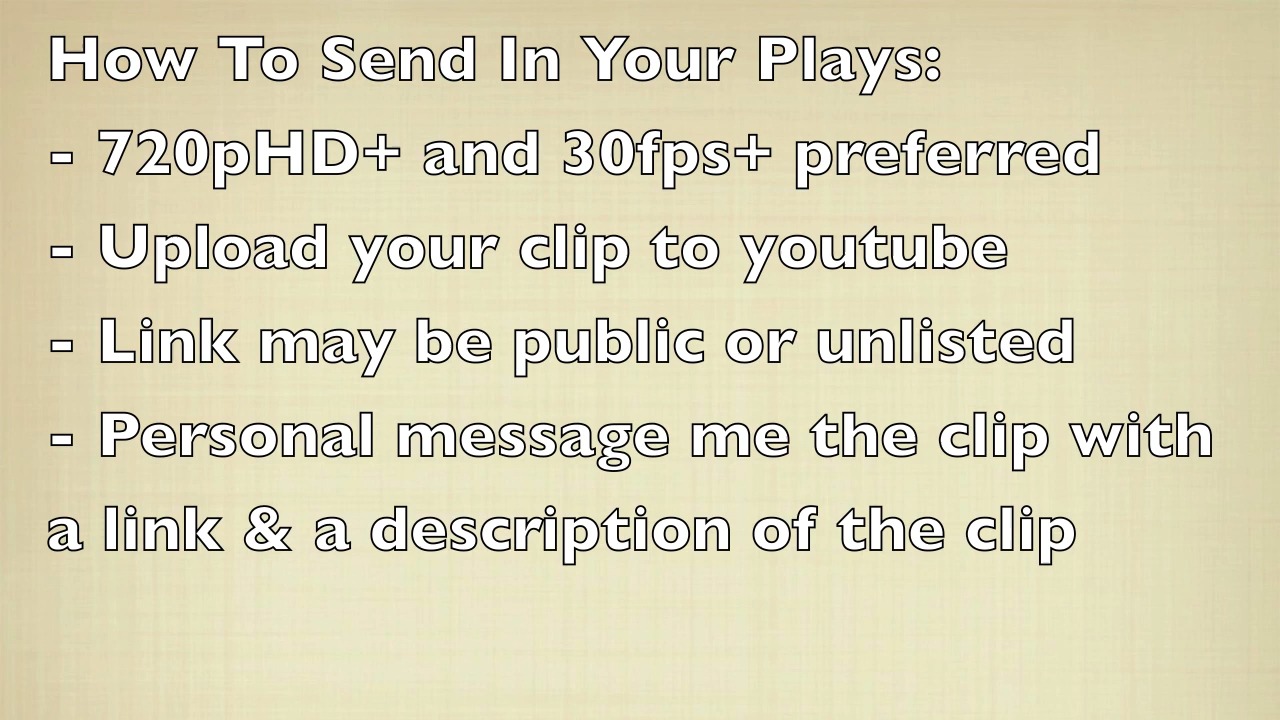 How To Send In Your Plays:
- 720pHD+ and 30fps+ preferred
- Upload your clip to youtube
- Link may be public or unlisted
- Personal message me the clip with
a link & a description of the clip